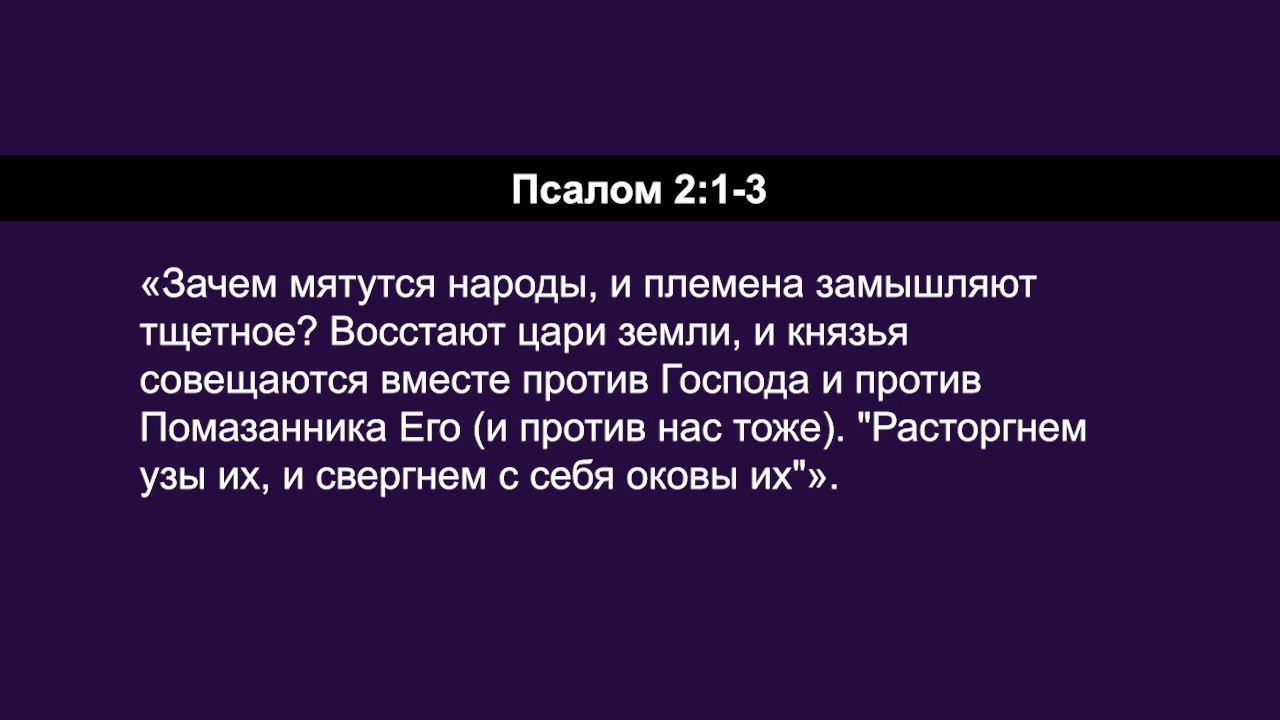 Псалом 2:1-3
«Зачем мятутся народы, и племена замышляют
тщетное? Восстают цари земли, и князья
совещаются вместе против Господа и против
Помазанника Его (и против нас тоже). "Расторгнем
узы их, и свергнем с себя оковы их"».